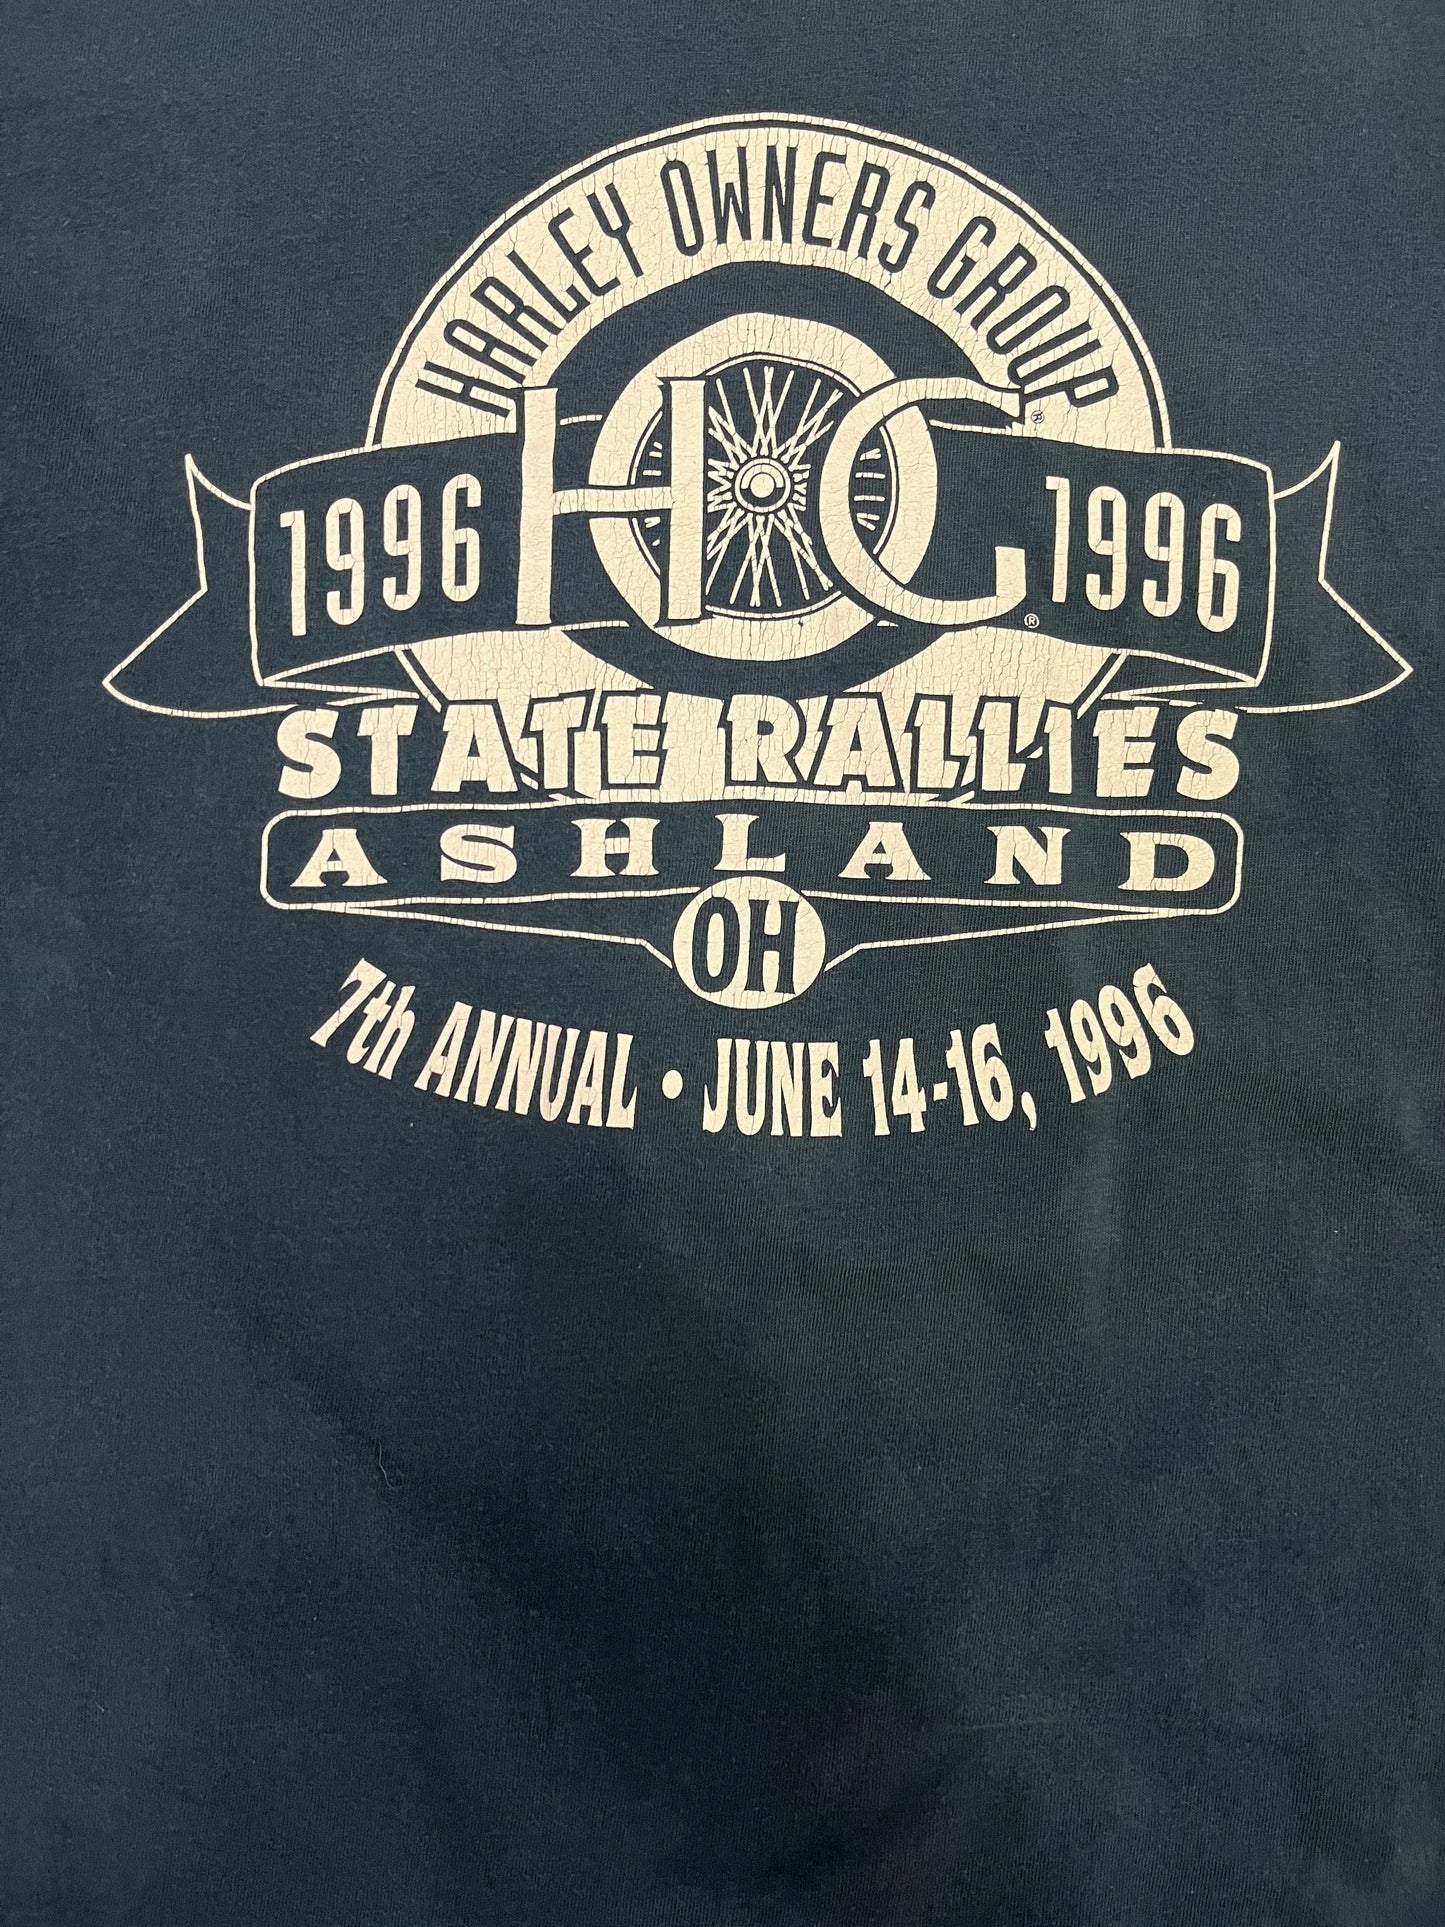 HARLEY OWNERS GROUP
1996 HOG ® ® 1996
STATE RALLIES
ASHLAND
OH
7th ANNUAL • JUNE 14-16, 1996